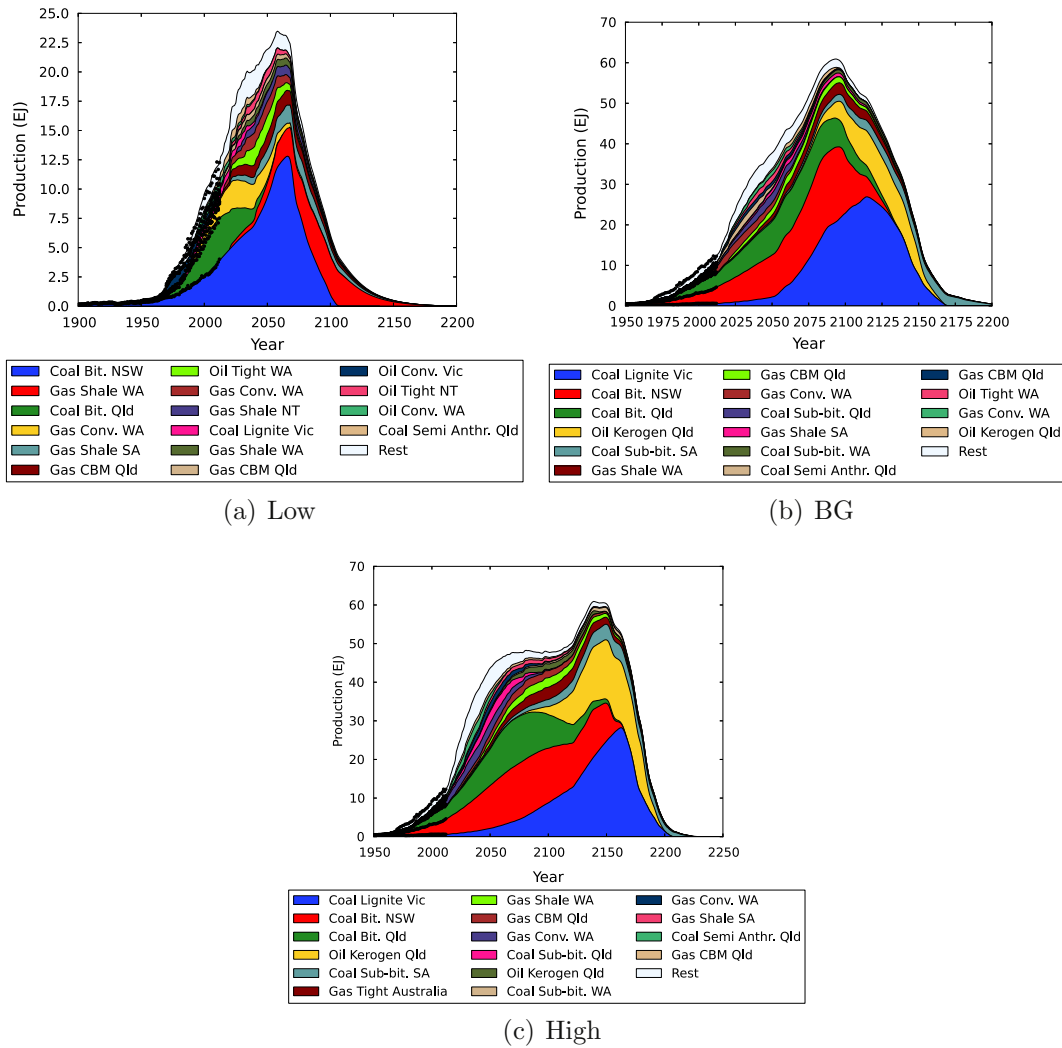 25.0
22.5
20.0
17.5
15.0
12.5
10.0
7.5
5.0
2.5
0.0
Production (EJ)
1900 1950 2000 2050 2100 2150 2200
Year
Coal Bit. NSW Oil Tight WA Oil Conv. Vic
Gas Shale WA Gas Conv. WA Oil Tight NT
Coal Bit. Qld Gas Shale NT Oil Conv. WA
Gas Conv. WA Coal Lignite Vic Coal Semi Anthr. Qld
Gas Shale SA Gas Shale WA Rest
Gas CBM Qld Gas CBM Qld
(a) Low
70
60
50
40
30
20
10
0
Production (EJ)
1950 1975 2000 2025 2050 2075 2100 2125 2150 2175 2200
Year
Coal Lignite Vic Gas CBM Qld Gas CBM Qld
Coal Bit. NSW Gas Conv. WA Oil Tight WA
Coal Bit. Qld Coal Sub-bit. Qld Gas Conv. WA
Oil Kerogen Qld Gas Shale SA Oil Kerogen Qld
Coal Sub-bit. SA Coal Sub-bit. WA Rest
Gas Shale WA Coal Semi Anthr. Qld
(b) BG
70
60
50
40
30
20
10
0
Production (EJ)
1950 2000 2050 2100 2150 2200 2250
Year
Coal Lignite Vic Gas Shale WA Gas Conv. WA
Coal Bit. NSW Gas CBM Qld Gas Shale SA
Coal Bit. Qld Gas Conv. WA Coal Semi Anthr. Qld
Oil Kerogen Qld Coal Sub-bit. Qld Gas CBM Qld
Coal Sub-bit. SA Oil Kerogen Qld Rest
Gas Tight Australia Coal Sub-bit. WA
(c) High